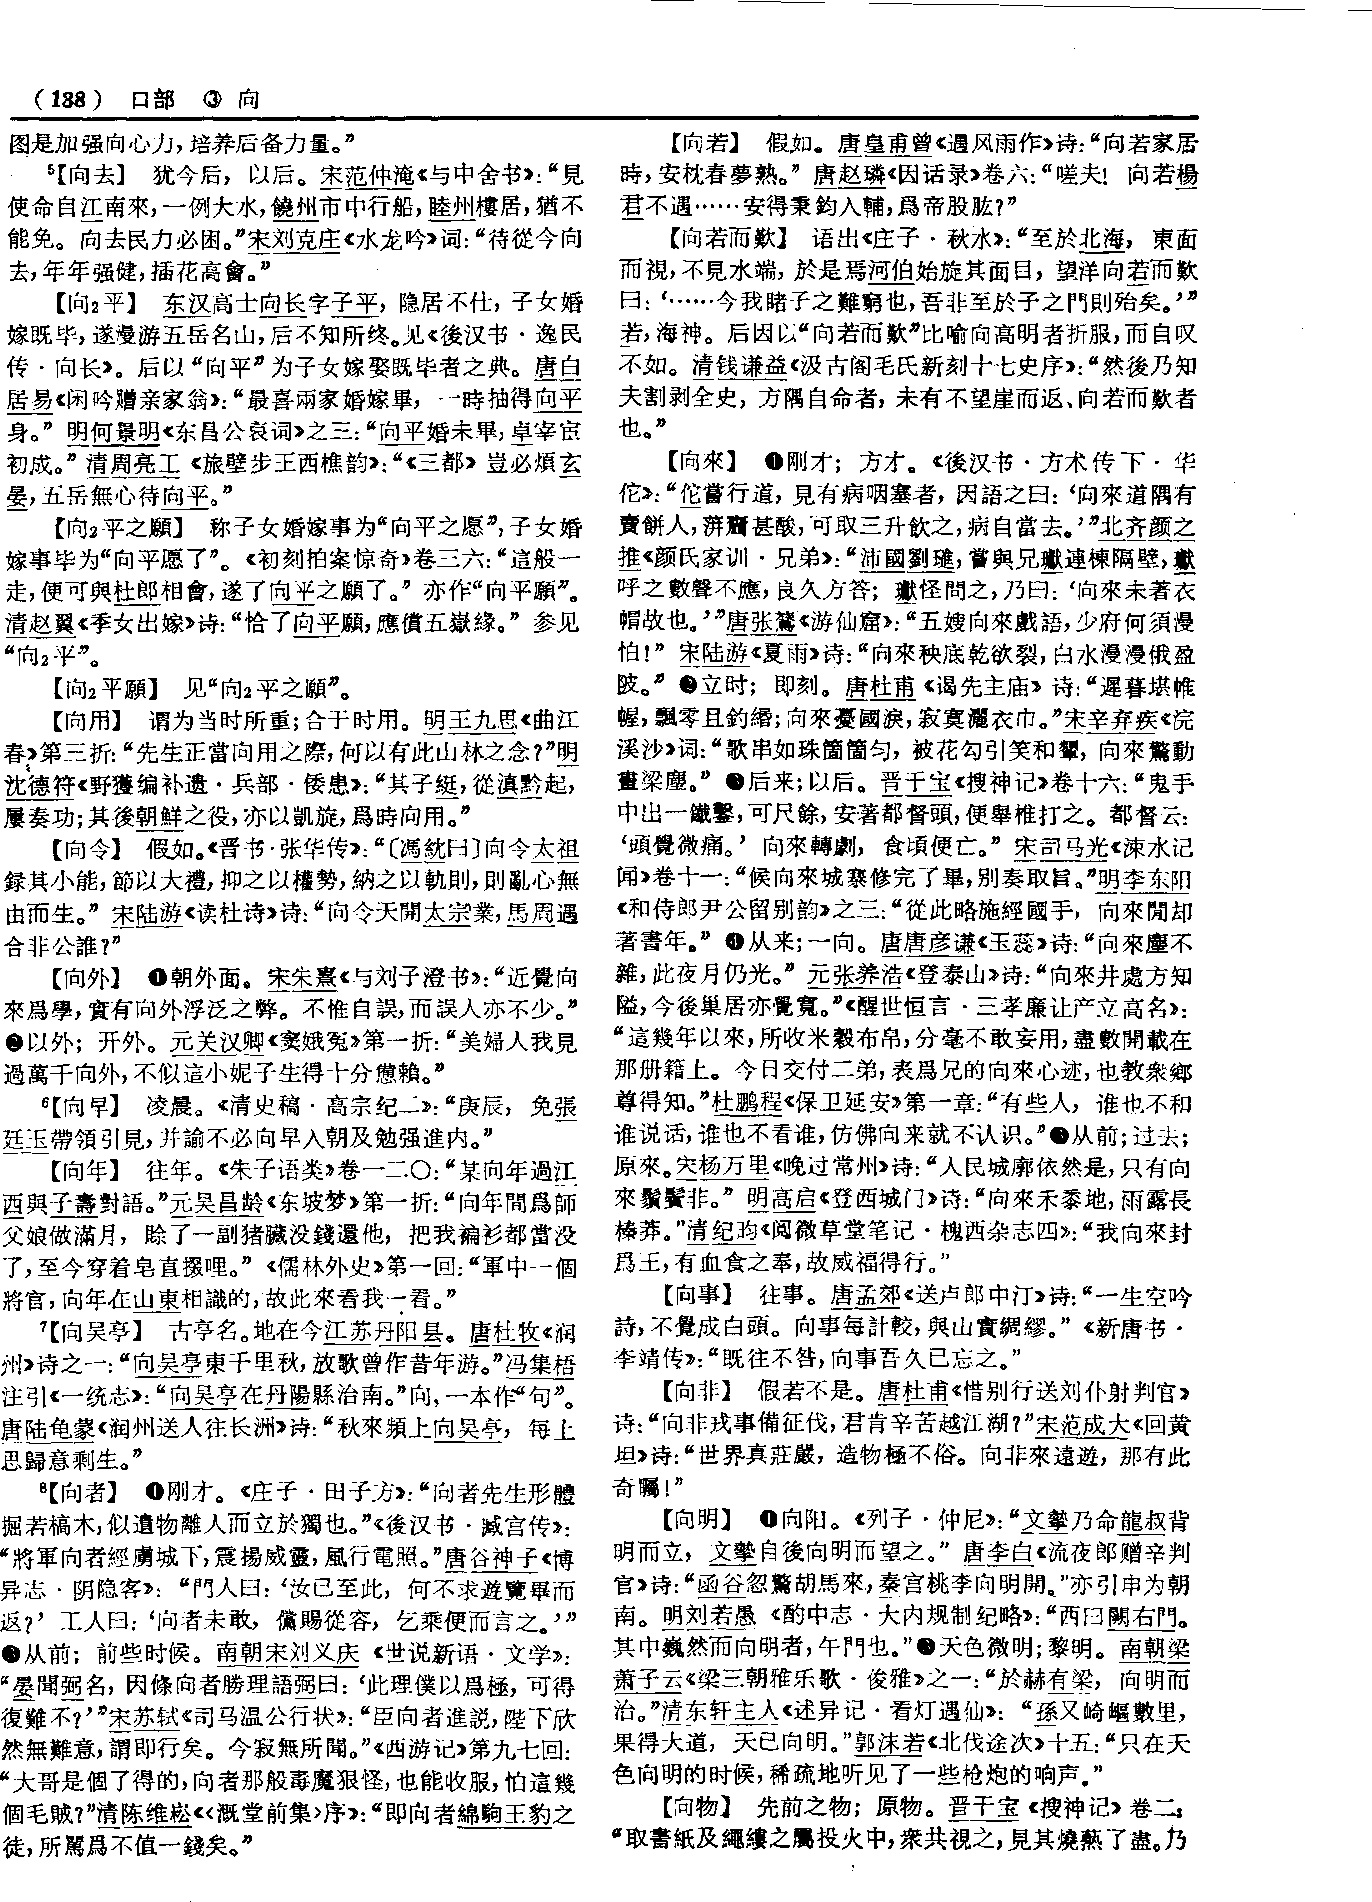 （138） 口部 ③ 向
图是加强向心力，培养后备力量。”
⁵【向去】 犹今后，以后。宋范仲淹《与中舍书》：“見
使命自江南來，一例大水，饒州市中行船，睦州樓居，猶不
能免。向去民力必困。”宋刘克庄《水龙吟》词：“待從今向
去，年年强健，插花高會。”
【向₂平】 东汉高士向长字子平，隐居不仕，子女婚
嫁既毕，遂漫游五岳名山，后不知所终。见《後汉书·逸民
传·向长》。后以“向平”为子女嫁娶既毕者之典。唐白
居易《闲吟赠亲家翁》：“最喜兩家婚嫁畢，一時抽得向平
身。”明何景明《东昌公哀词》之三：“向平婚未畢，卓宰宦
初成。”清周亮工《旅壁步王西樵韵》：“《三都》豈必煩玄
晏，五岳無心待向平。”
【向₂平之願】 称子女婚嫁事为“向平之愿”，子女婚
嫁事毕为“向平愿了”。《初刻拍案惊奇》卷三六：“這般一
走，便可與杜郎相會，遂了向平之願了。”亦作“向平願”。
清赵翼《季女出嫁》诗：“恰了向平願，應償五嶽緣。”参见
“向₂平”。
【向₂平願】 见“向₂平之願”。
【向用】 谓为当时所重；合于时用。明王九思《曲江
春》第三折：“先生正當向用之際，何以有此山林之念？”明
沈德符《野獲编补遗·兵部·倭患》：“其子綎，從滇黔起，
屢奏功；其後朝鮮之役，亦以凱旋，爲時向用。”
【向令】 假如。《晋书·张华传》：“〔馮紞曰〕向令太祖
録其小能，節以大禮，抑之以權勢，納之以軌則，則亂心無
由而生。”宋陆游《读杜诗》诗：“向令天開太宗業，馬周遇
合非公誰？”
【向外】 ❶朝外面。宋朱熹《与刘子澄书》：“近覺向
來爲學，實有向外浮泛之弊。不惟自誤，而誤人亦不少。”
❷以外；开外。元关汉卿《窦娥冤》第一折：“美婦人我見
過萬千向外，不似這小妮子生得十分憊賴。”
⁶【向早】 凌晨。《清史稿·高宗纪二》：“庚辰，免張
廷玉帶領引見，并諭不必向早入朝及勉强進内。”
【向年】 往年。《朱子语类》卷一二〇：“某向年過江
西與子壽對語。”元吴昌龄《东坡梦》第一折：“向年間爲師
父娘做滿月，賒了一副猪臟没錢還他，把我褊衫都當没
了，至今穿着皂直掇哩。”《儒林外史》第一回：“軍中一個
將官，向年在山東相識的，故此來看我一看。”
⁷【向吴亭】 古亭名。地在今江苏丹阳县。唐杜牧《润
州》诗之一：“向吴亭東千里秋，放歌曾作昔年游。”冯集梧
注引《一统志》：“向吴亭在丹陽縣治南。”向，一本作“句”。
唐陆龟蒙《润州送人往长洲》诗：“秋來頻上向吴亭，每上
思歸意剩生。”
⁸【向者】 ❶刚才。《庄子·田子方》：“向者先生形體
掘若槁木，似遺物離人而立於獨也。”《後汉书·臧宫传》：
“將軍向者經虜城下，震揚威靈，風行電照。”唐谷神子《博
异志·阴隐客》：“門人曰：‘汝已至此，何不求遊覽畢而
返？’工人曰：‘向者未敢，儻賜從容，乞乘便而言之。’”
❷从前；前些时候。南朝宋刘义庆《世说新语·文学》：
“晏聞弼名，因條向者勝理語弼曰：‘此理僕以爲極，可得
復難不？’”宋苏轼《司马温公行状》：“臣向者進説，陛下欣
然無難意，謂即行矣。今寂無所聞。”《西游记》第九七回：
“大哥是個了得的，向者那般毒魔狠怪，也能收服，怕這幾
個毛賊？”清陈维崧《〈溉堂前集〉序》：“即向者綿駒王豹之
徒，所駡爲不值一錢矣。”
【向若】 假如。唐皇甫曾《遇风雨作》诗：“向若家居
時，安枕春夢熟。”唐赵璘《因话录》卷六：“嗟夫！向若楊
君不遇……安得秉鈞入輔，爲帝股肱？”
【向若而歎】 语出《庄子·秋水》：“至於北海，東面
而視，不見水端，於是焉河伯始旋其面目，望洋向若而歎
曰：‘……今我睹子之難窮也，吾非至於子之門則殆矣。’”
若，海神。后因以“向若而歎”比喻向高明者折服，而自叹
不如。清钱谦益《汲古阁毛氏新刻十七史序》：“然後乃知
夫割剥全史，方隅自命者，未有不望崖而返、向若而歎者
也。”
【向來】 ❶刚才；方才。《後汉书·方术传下·华
佗》：“佗嘗行道，見有病咽塞者，因語之曰：‘向來道隅有
賣餅人，蓱齏甚酸，可取三升飲之，病自當去。’”北齐颜之
推《颜氏家训·兄弟》：“沛國劉璡，嘗與兄瓛連棟隔壁，瓛
呼之數聲不應，良久方答；瓛怪問之，乃曰：‘向來未著衣
帽故也。’”唐张鷟《游仙窟》：“五嫂向來戲語，少府何須漫
怕！”宋陆游《夏雨》诗：“向來秧底乾欲裂，白水漫漫俄盈
陂。”❷立时；即刻。唐杜甫《谒先主庙》诗：“遲暮堪帷
幄，飄零且釣緡；向來憂國淚，寂寞灑衣巾。”宋辛弃疾《浣
溪沙》词：“歌串如珠箇箇匀，被花勾引笑和顰，向來驚動
畫梁塵。”❸后来；以后。晋干宝《搜神记》卷十六：“鬼手
中出一鐵鑿，可尺餘，安著都督頭，便舉椎打之。都督云：
‘頭覺微痛。’向來轉劇，食頃便亡。”宋司马光《涑水记
闻》卷十一：“候向來城寨修完了畢，别奏取旨。”明李东阳
《和侍郎尹公留别韵》之三：“從此略施經國手，向來閒却
著書年。”❹从来；一向。唐唐彦谦《玉蕊》诗：“向來塵不
雜，此夜月仍光。”元张养浩《登泰山》诗：“向來井處方知
隘，今後巢居亦覺寬。”《醒世恒言·三孝廉让产立高名》：
“這幾年以來，所收米穀布帛，分毫不敢妄用，盡數開載在
那册籍上。今日交付二弟，表爲兄的向來心迹，也教衆鄉
尊得知。”杜鹏程《保卫延安》第一章：“有些人，谁也不和
谁说话，谁也不看谁，仿佛向来就不认识。”❺从前；过去；
原來。宋杨万里《晚过常州》诗：“人民城廓依然是，只有向
來鬚鬢非。”明高启《登西城门》诗：“向來禾黍地，雨露長
榛莽。”清纪昀《阅微草堂笔记·槐西杂志四》：“我向來封
爲王，有血食之奉，故威福得行。”
【向事】 往事。唐孟郊《送卢郎中汀》诗：“一生空吟
詩，不覺成白頭。向事每計較，與山實綢繆。”《新唐书·
李靖传》：“既往不咎，向事吾久已忘之。”
【向非】 假若不是。唐杜甫《惜别行送刘仆射判官》
诗：“向非戎事備征伐，君肯辛苦越江湖？”宋范成大《回黄
坦》诗：“世界真莊嚴，造物極不俗。向非來遠遊，那有此
奇矚！”
【向明】 ❶向阳。《列子·仲尼》：“文摯乃命龍叔背
明而立，文摯自後向明而望之。”唐李白《流夜郎赠辛判
官》诗：“函谷忽驚胡馬來，秦宫桃李向明開。”亦引申为朝
南。明刘若愚《酌中志·大内规制纪略》：“西曰闕右門。
其中巍然而向明者，午門也。”❷天色微明；黎明。南朝梁
萧子云《梁三朝雅乐歌·俊雅》之一：“於赫有梁，向明而
治。”清东轩主人《述异记·看灯遇仙》：“孫又崎嶇數里，
果得大道，天已向明。”郭沫若《北伐途次》十五：“只在天
色向明的时候，稀疏地听见了一些枪炮的响声。”
【向物】 先前之物；原物。晋干宝《搜神记》卷二：
“取書紙及繩縷之屬投火中，衆共視之，見其燒爇了盡。乃